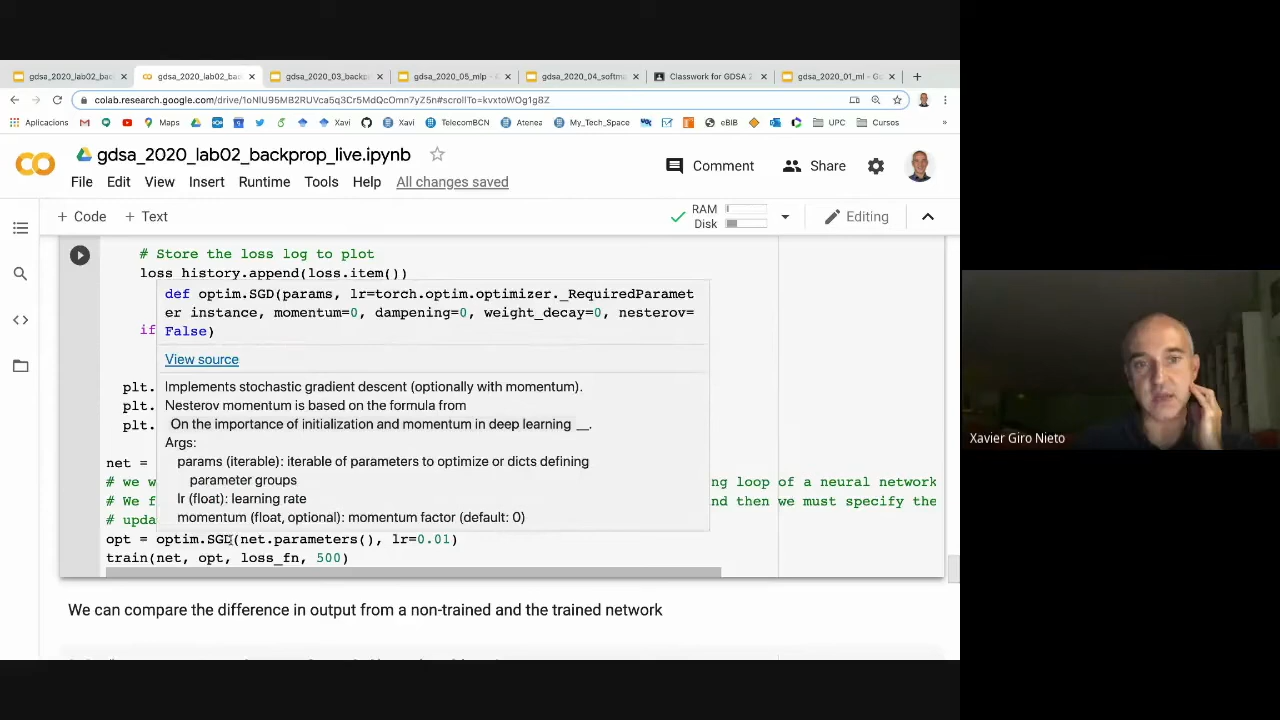 gdsa_2020_lab02_bac
gdsa_2020_lab02_bac
gdsa_2020_03_backp
gdsa_2020_05_mlp -
gdsa_2020_04_softm
Classwork for GDSA 2
gdsa_2020_01_ml - Go
colab.research.google.com/drive/1oNlU95MB2RUVca5q3Cr5MdQcOmn7yZ5n#scrollTo=kvxtoWOg1g8Z
Aplicacions
Maps
Xavi
Xavi
TelecomBCN
Atenea
My_Tech_Space
eBIB
UPC
Cursos
»
CO
gdsa_2020_lab02_backprop_live.ipynb
Comment
Share
File Edit View Insert Runtime Tools Help All changes saved
+ Code + Text
RAM
Disk
Editing
# Store the loss log to plot
loss_history.append(loss.item())
def optim.SGD(params, lr=torch.optim.optimizer._RequiredParamet
er instance, momentum=0, dampening=0, weight_decay=0, nesterov=
if False)
View source
plt. Implements stochastic gradient descent (optionally with momentum).
plt. Nesterov momentum is based on the formula from
plt. On the importance of initialization and momentum in deep learning __.
Args:
net = params (iterable): iterable of parameters to optimize or dicts defining
# we w parameter groups ng loop of a neural network
# We f lr (float): learning rate nd then we must specify the
# upda momentum (float, optional): momentum factor (default: 0)
opt = optim.SGD(net.parameters(), lr=0.01)
train(net, opt, loss_fn, 500)
We can compare the difference in output from a non-trained and the trained network
Xavier Giro Nieto